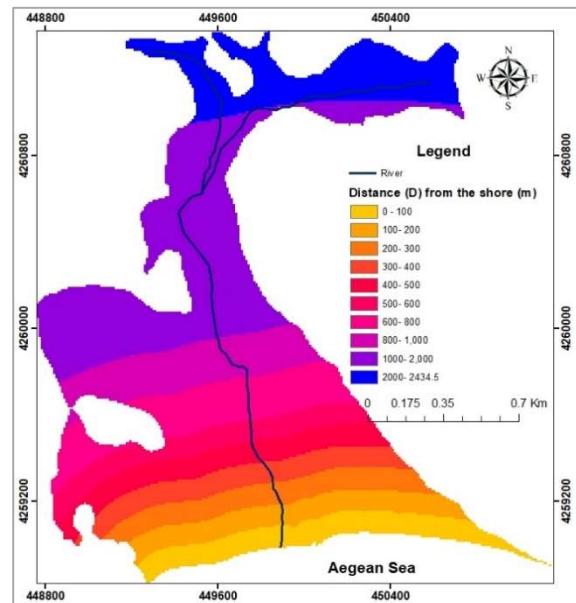 448800 449600 450400
N
W E
S
4260800 4260800
Legend
River
Distance (D) from the shore (m)
0 - 100
100 - 200
200 - 300
300- 400
400- 500
500- 600
600- 800
800- 1,000
1000- 2,000
2000- 2434.5
4260000 4260000
0 0.175 0.35 0.7 Km
4259200 4259200
Aegean Sea
448800 449600 450400